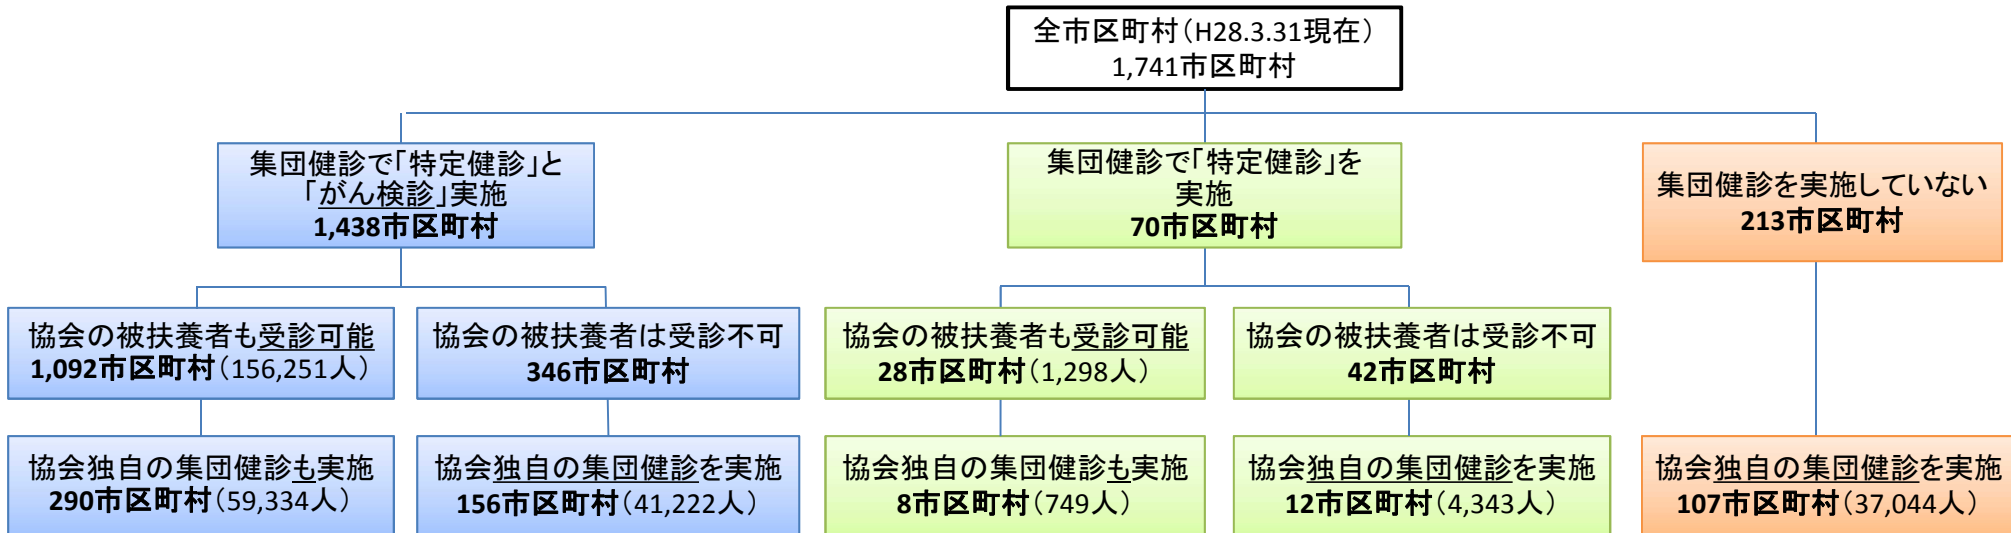 全市区町村（H28.3.31現在）
1,741市区町村
集団健診で「特定健診」と
「がん検診」実施
1,438市区町村
集団健診で「特定健診」を
実施
70市区町村
集団健診を実施していない
213市区町村
協会の被扶養者も受診可能
1,092市区町村（156,251人）
協会の被扶養者は受診不可
346市区町村
協会の被扶養者も受診可能
28市区町村（1,298人）
協会の被扶養者は受診不可
42市区町村
協会独自の集団健診も実施
290市区町村（59,334人）
協会独自の集団健診を実施
156市区町村（41,222人）
協会独自の集団健診も実施
8市区町村（749人）
協会独自の集団健診を実施
12市区町村（4,343人）
協会独自の集団健診を実施
107市区町村（37,044人）